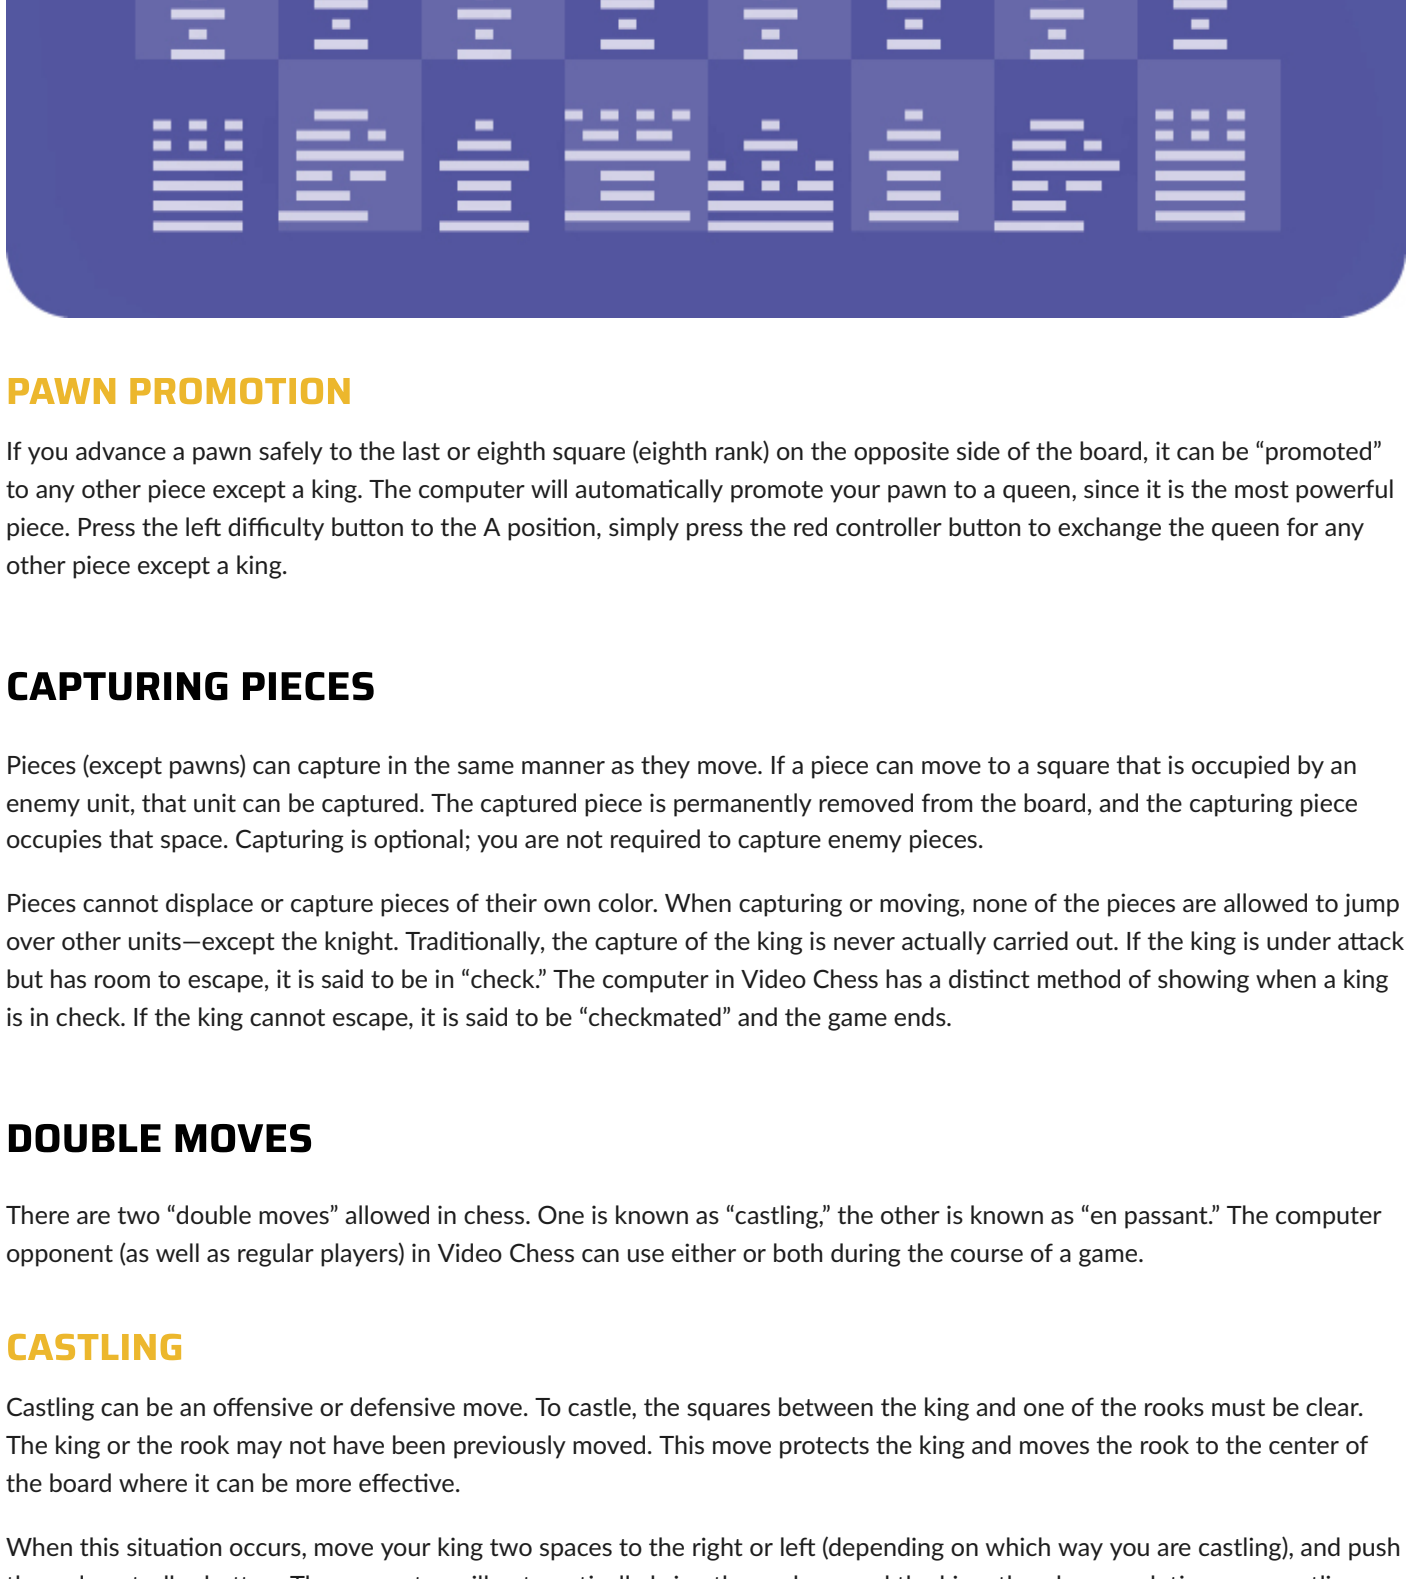 PAWN PROMOTION
If you advance a pawn safely to the last or eighth square (eighth rank) on the opposite side of the board, it can be “promoted”
to any other piece except a king. The computer will automatically promote your pawn to a queen, since it is the most powerful
piece. Press the left difficulty button to the A position, simply press the red controller button to exchange the queen for any
other piece except a king.
CAPTURING PIECES
Pieces (except pawns) can capture in the same manner as they move. If a piece can move to a square that is occupied by an
enemy unit, that unit can be captured. The captured piece is permanently removed from the board, and the capturing piece
occupies that space. Capturing is optional; you are not required to capture enemy pieces.
Pieces cannot displace or capture pieces of their own color. When capturing or moving, none of the pieces are allowed to jump
over other units—except the knight. Traditionally, the capture of the king is never actually carried out. If the king is under attack
but has room to escape, it is said to be in “check.” The computer in Video Chess has a distinct method of showing when a king
is in check. If the king cannot escape, it is said to be “checkmated” and the game ends.
DOUBLE MOVES
There are two “double moves” allowed in chess. One is known as “castling,” the other is known as “en passant.” The computer
opponent (as well as regular players) in Video Chess can use either or both during the course of a game.
CASTLING
Castling can be an offensive or defensive move. To castle, the squares between the king and one of the rooks must be clear.
The king or the rook may not have been previously moved. This move protects the king and moves the rook to the center of
the board where it can be more effective.
When this situation occurs, move your king two spaces to the right or left (depending on which way you are castling), and push